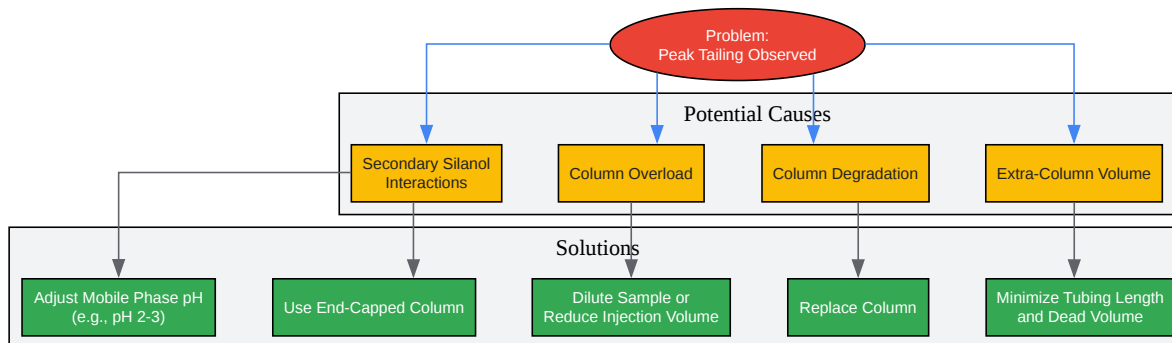 Problem:
Peak Tailing Observed
Potential Causes
Secondary Silanol
Interactions
Column Overload
Column Degradation
Extra-Column Volume
Solutions
Adjust Mobile Phase pH
(e.g., pH 2-3)
Use End-Capped Column
Dilute Sample or
Reduce Injection Volume
Replace Column
Minimize Tubing Length
and Dead Volume